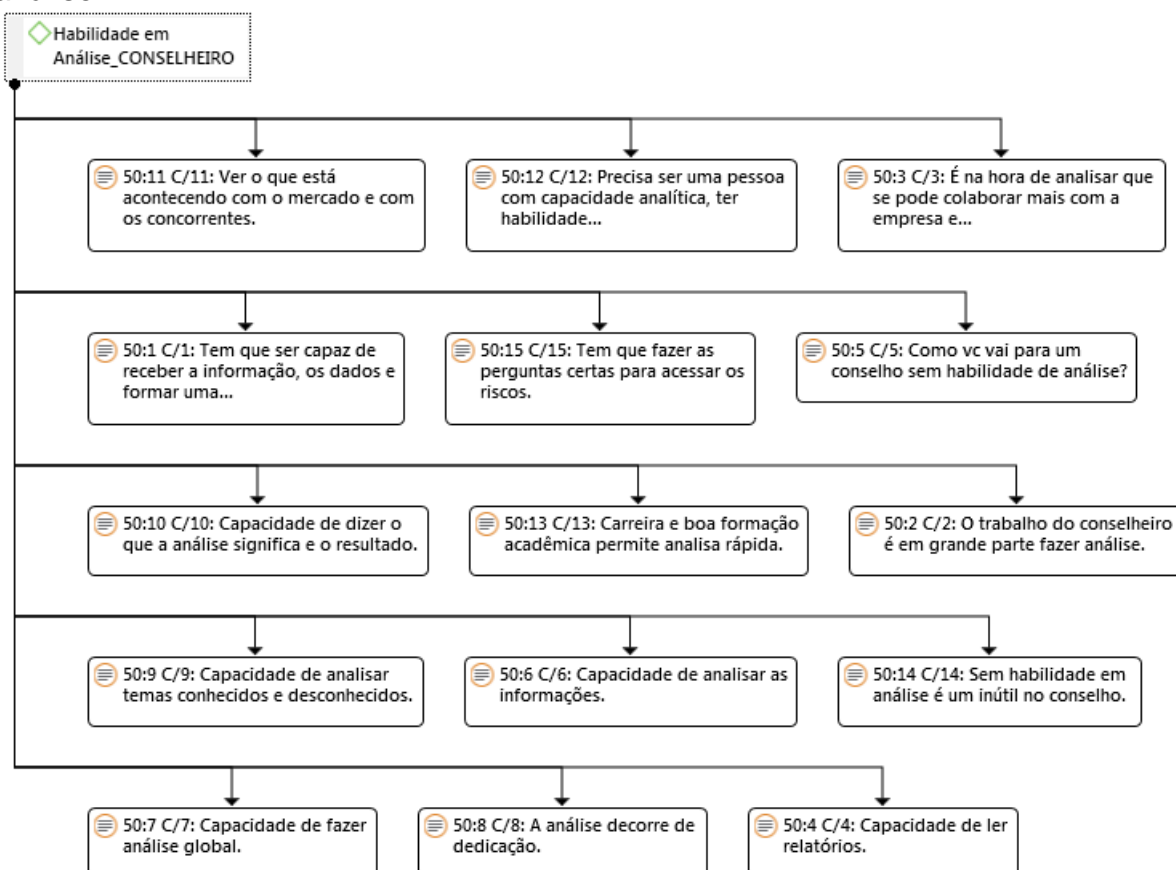 Habilidade em
Análise_CONSELHEIRO
50:11 C/11: Ver o que está
acontecendo com o mercado e com
os concorrentes.
50:12 C/12: Precisa ser uma pessoa
com capacidade analítica, ter
habilidade...
50:3 C/3: É na hora de analisar que
se pode colaborar mais com a
empresa e...
50:1 C/1: Tem que ser capaz de
receber a informação, os dados e
formar uma...
50:15 C/15: Tem que fazer as
perguntas certas para acessar os
riscos.
50:5 C/5: Como vc vai para um
conselho sem habilidade de análise?
50:10 C/10: Capacidade de dizer o
que a análise significa e o resultado.
50:13 C/13: Carreira e boa formação
acadêmica permite analisa rápida.
50:2 C/2: O trabalho do conselheiro
é em grande parte fazer análise.
50:9 C/9: Capacidade de analisar
temas conhecidos e desconhecidos.
50:6 C/6: Capacidade de analisar as
informações.
50:14 C/14: Sem habilidade em
análise é um inútil no conselho.
50:7 C/7: Capacidade de fazer
análise global.
50:8 C/8: A análise decorre de
dedicação.
50:4 C/4: Capacidade de ler
relatórios.